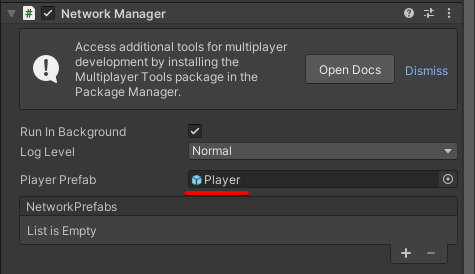 Network Manager
Access additional tools for multiplayer
development by installing the
Multiplayer Tools package in the
Package Manager.
Open Docs
Dismiss
Run In Background
Log Level
Normal
Player Prefab
Player
NetworkPrefabs
List is Empty